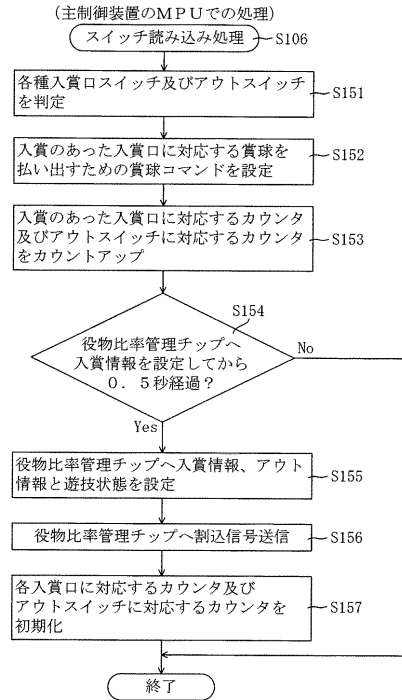 (主制御装置のMPUでの処理)
スイッチ読み込み処理
S106
各種入賞口スイッチ及びアウトスイッチ
を判定
S151
入賞のあった入賞口に対応する賞球を
払い出すための賞球コマンドを設定
S152
入賞のあった入賞口に対応するカウンタ
及びアウトスイッチに対応するカウンタ
をカウントアップ
S153
S154
役物比率管理チップへ
入賞情報を設定してから
0.5秒経過?
No
Yes
役物比率管理チップへ入賞情報、アウト
情報と遊技状態を設定
S155
役物比率管理チップへ割込信号送信
S156
各入賞口に対応するカウンタ及び
アウトスイッチに対応するカウンタを
初期化
S157
終了